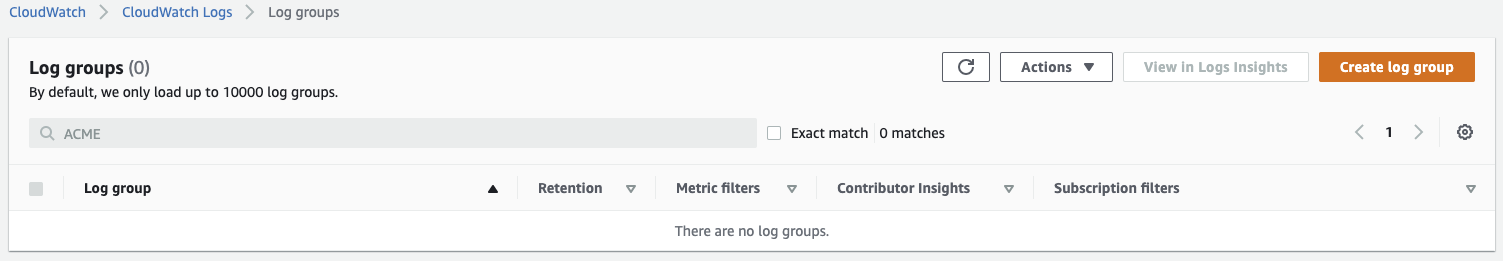 CloudWatch > CloudWatch Logs > Log groups
Log groups (0)
By default, we only load up to 10000 log groups.
Actions
View in Logs Insights
Create log group
ACME
Exact match
0 matches
1
Log group
Retention
Metric filters
Contributor Insights
Subscription filters
There are no log groups.